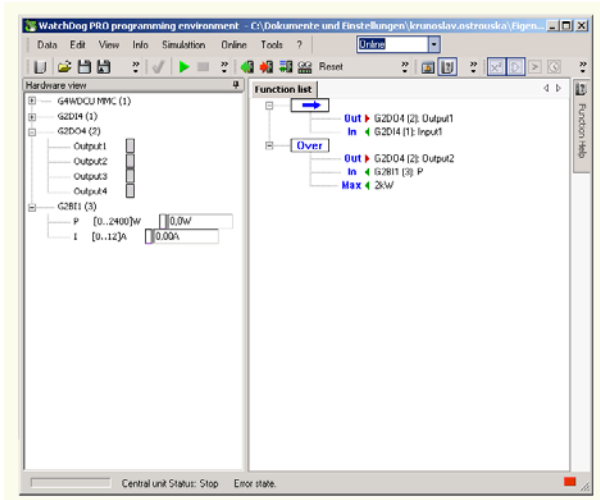 WatchDog PRO programming environment - C:\Dokumente und Einstellungen\krunoslav.ostrouska\Eigen...
Data Edit View Info Simulation Online Tools ? Online
Reset
Hardware view
G4WDCU MMC (1)
G2DI4 (1)
G2DO4 (2)
Output1
Output2
Output3
Output4
G2BI1 (3)
P [0..2400]W 0,0W
I [0..12]A 0,00A
Function list
Out G2DO4 (2): Output1
In G2DI4 (1): Input1
Over
Out G2DO4 (2): Output2
In G2BI1 (3): P
Max 2kW
Function Help
Central unit Status: Stop Error state.